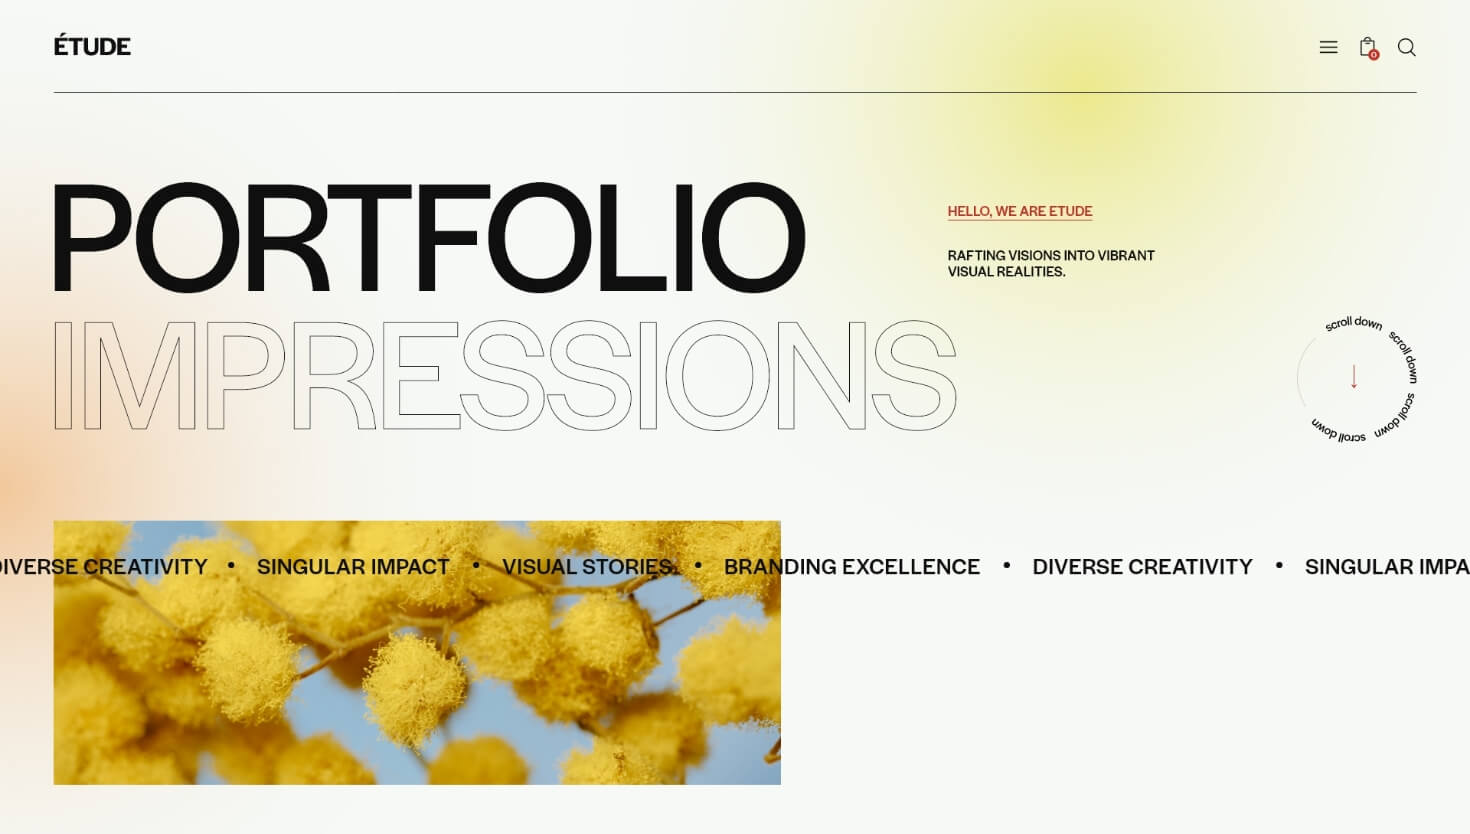 ÉTUDE
0
PORTFOLIO
IMPRESSIONS
HELLO, WE ARE ETUDE
RAFTING VISIONS INTO VIBRANT
VISUAL REALITIES.
scroll down scroll down scroll down scroll down
DIVERSE CREATIVITY • SINGULAR IMPACT • VISUAL STORIES. • BRANDING EXCELLENCE • DIVERSE CREATIVITY • SINGULAR IMPA